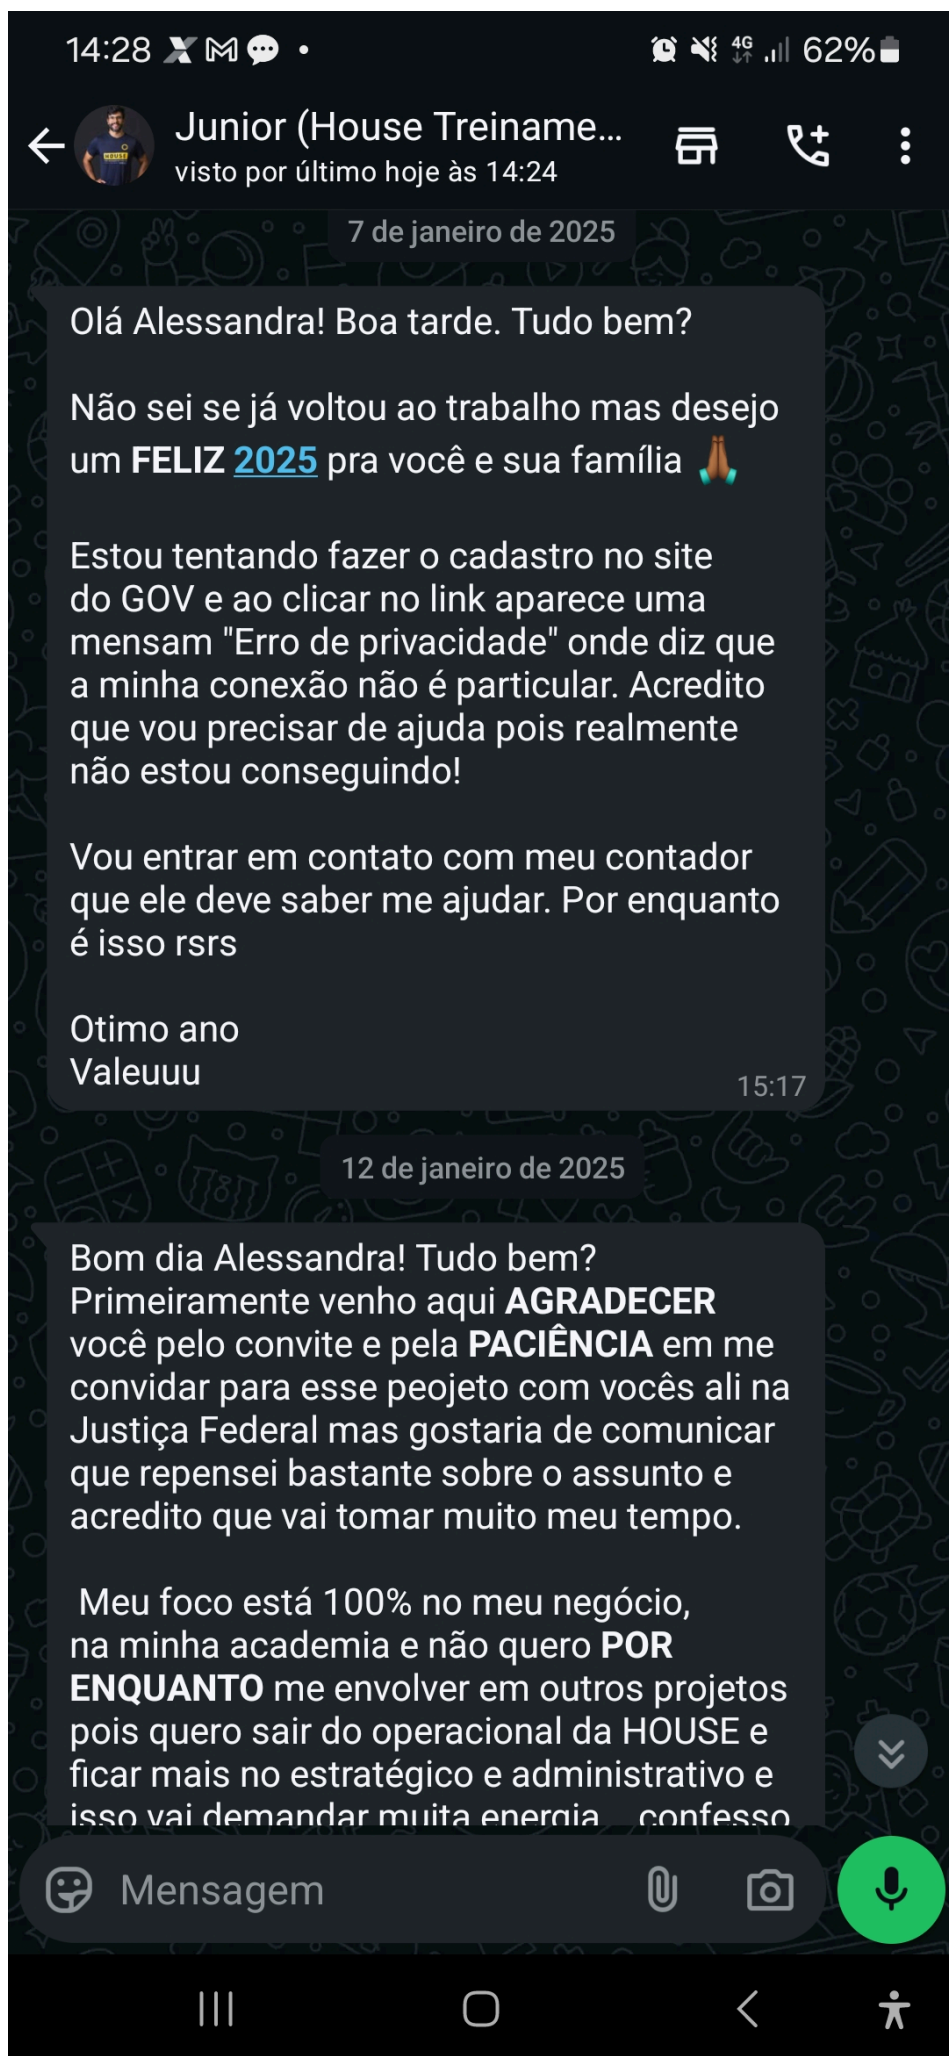 14:28
4G
62%
Junior (House Treiname...
visto por último hoje às 14:24
HOUSE
7 de janeiro de 2025
Olá Alessandra! Boa tarde. Tudo bem?
Não sei se já voltou ao trabalho mas desejo
um FELIZ 2025 pra você e sua família 🙏🏾
Estou tentando fazer o cadastro no site
do GOV e ao clicar no link aparece uma
mensam "Erro de privacidade" onde diz que
a minha conexão não é particular. Acredito
que vou precisar de ajuda pois realmente
não estou conseguindo!
Vou entrar em contato com meu contador
que ele deve saber me ajudar. Por enquanto
é isso rsrs
Otimo ano
Valeuuu
15:17
12 de janeiro de 2025
Bom dia Alessandra! Tudo bem?
Primeiramente venho aqui AGRADECER
você pelo convite e pela PACIÊNCIA em me
convidar para esse peojeto com vocês ali na
Justiça Federal mas gostaria de comunicar
que repensei bastante sobre o assunto e
acredito que vai tomar muito meu tempo.
Meu foco está 100% no meu negócio,
na minha academia e não quero POR
ENQUANTO me envolver em outros projetos
pois quero sair do operacional da HOUSE e
ficar mais no estratégico e administrativo e
isso vai demandar muita energia... confesso
Mensagem